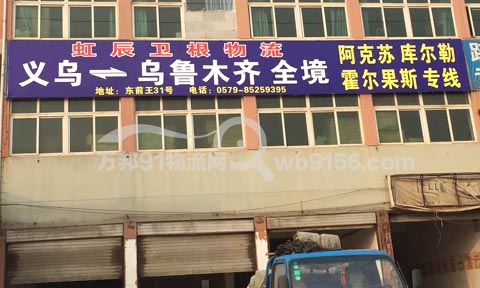 虹辰卫根物流
义乌⇌乌鲁木齐 全境
地址：东前王31号 电话：0579-85259395
阿克苏 库尔勒
霍尔果斯 专线
万邦91物流网 wb9156.com